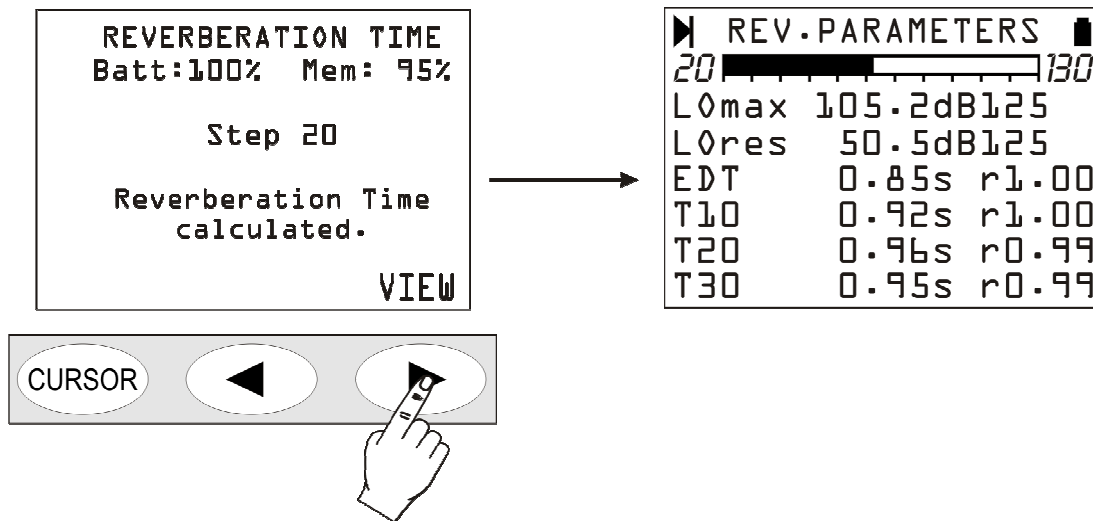 REVERBERATION TIME
Batt:100% Mem: 95%
Step 20
Reverberation Time
calculated.
VIEW
CURSOR
REV.PARAMETERS
20 130
L0max 105.2dB125
L0res 50.5dB125
EDT 0.85s r1.00
T10 0.92s r1.00
T20 0.96s r0.99
T30 0.95s r0.99